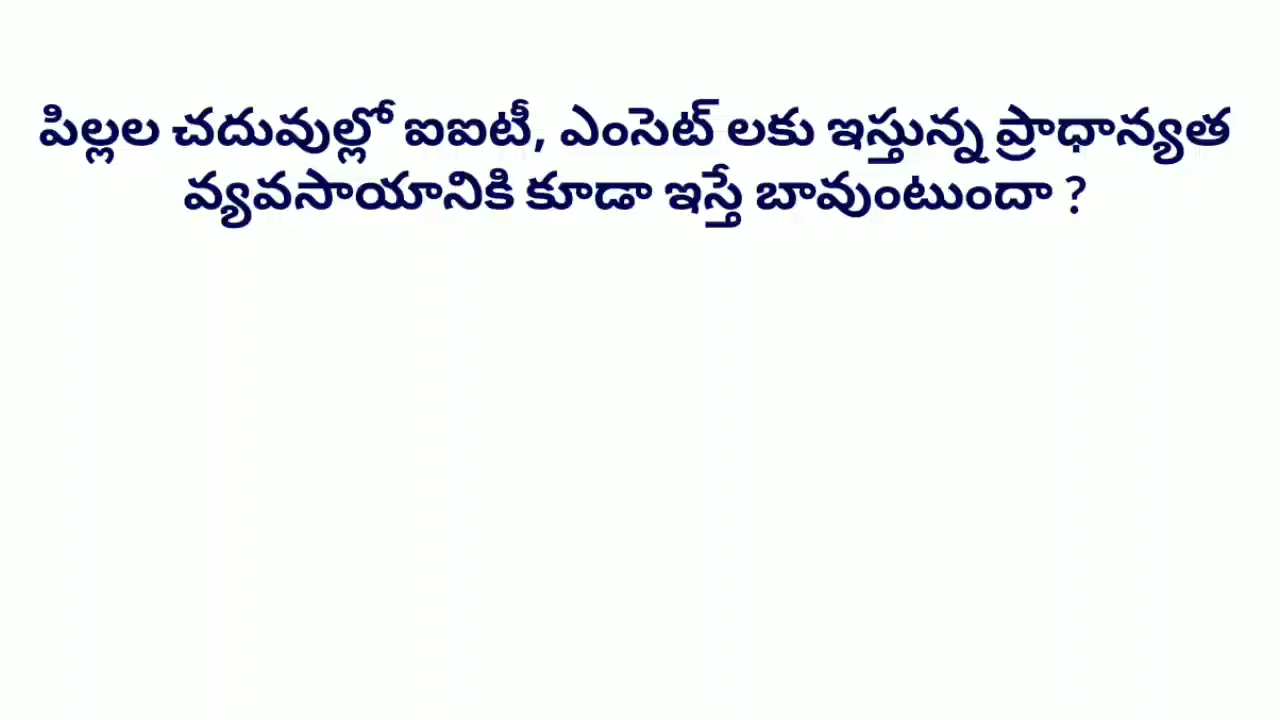 పిల్లల చదువుల్లో ఐఐటీ, ఎంసెట్ లకు ఇస్తున్న ప్రాధాన్యత
వ్యవసాయానికి కూడా ఇస్తే బావుంటుందా ?